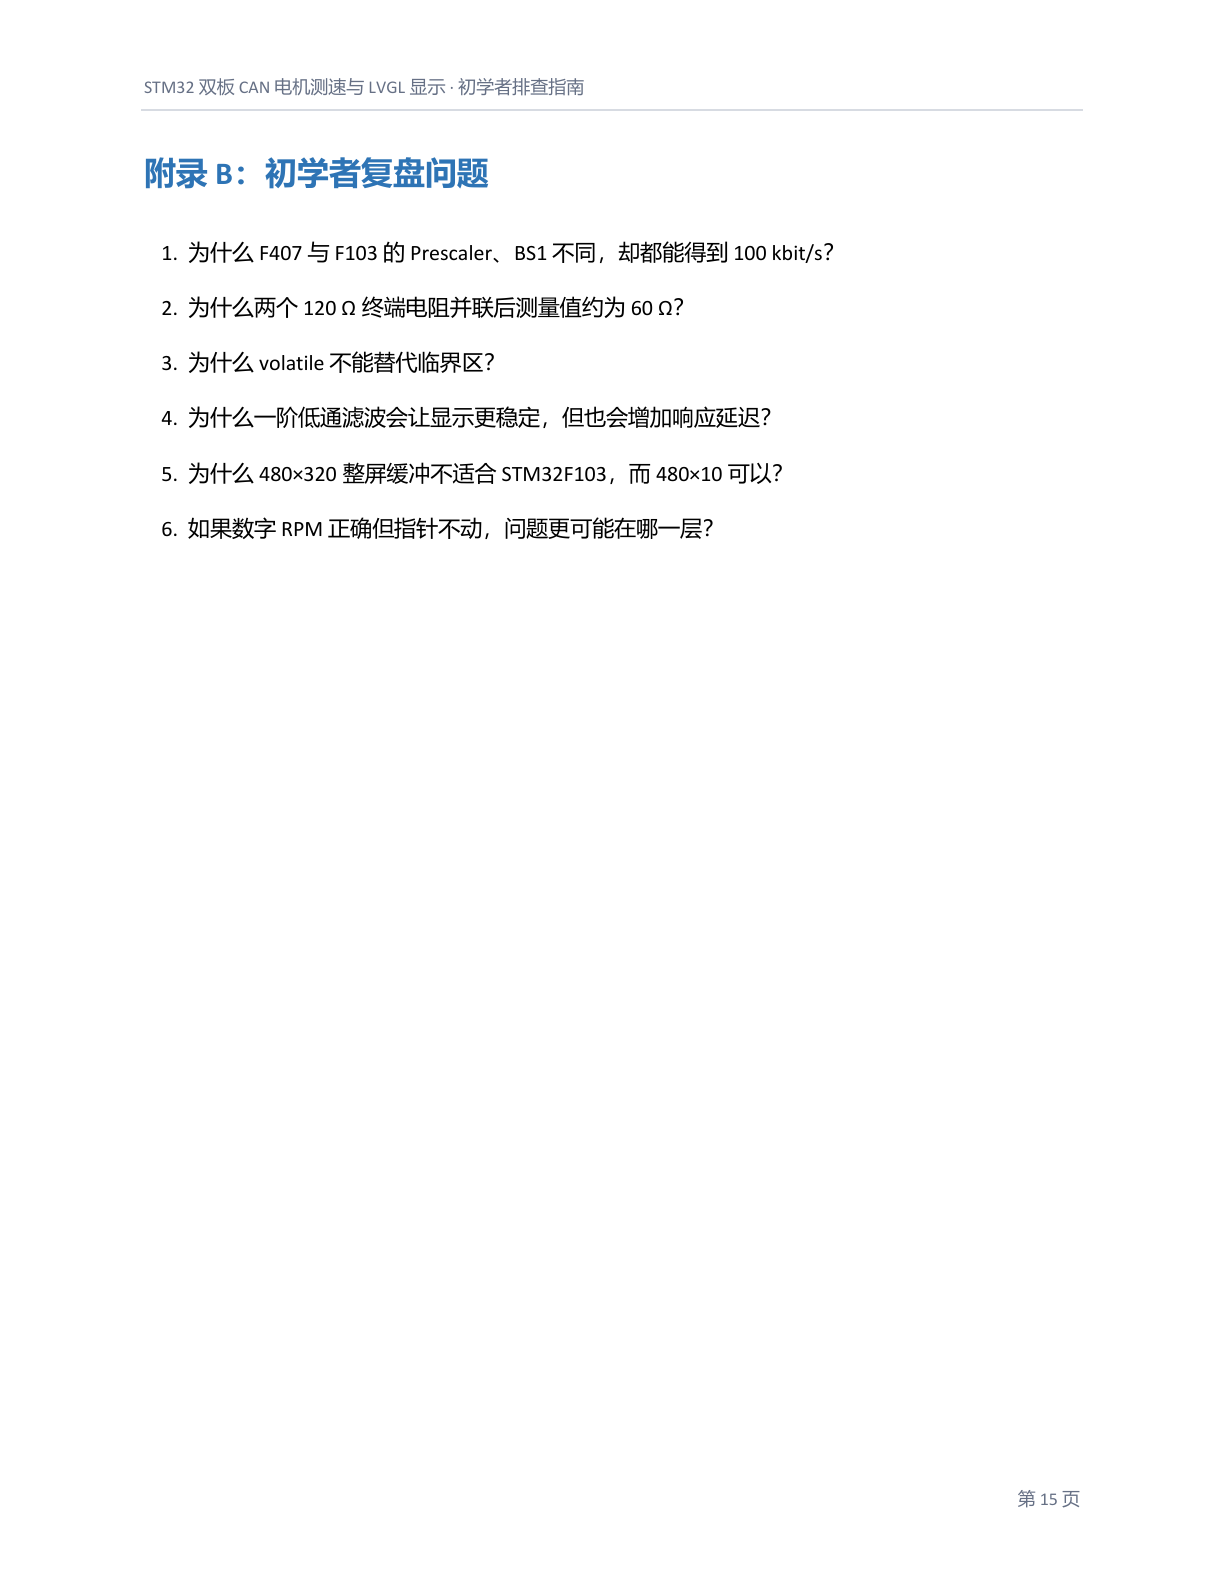 STM32 双板 CAN 电机测速与 LVGL 显示 · 初学者排查指南
附录 B：初学者复盘问题
1. 为什么 F407 与 F103 的 Prescaler、BS1 不同，却都能得到 100 kbit/s？
2. 为什么两个 120 Ω 终端电阻并联后测量值约为 60 Ω？
3. 为什么 volatile 不能替代临界区？
4. 为什么一阶低通滤波会让显示更稳定，但也会增加响应延迟？
5. 为什么 480×320 整屏缓冲不适合 STM32F103，而 480×10 可以？
6. 如果数字 RPM 正确但指针不动，问题更可能在哪一层？
第 15 页